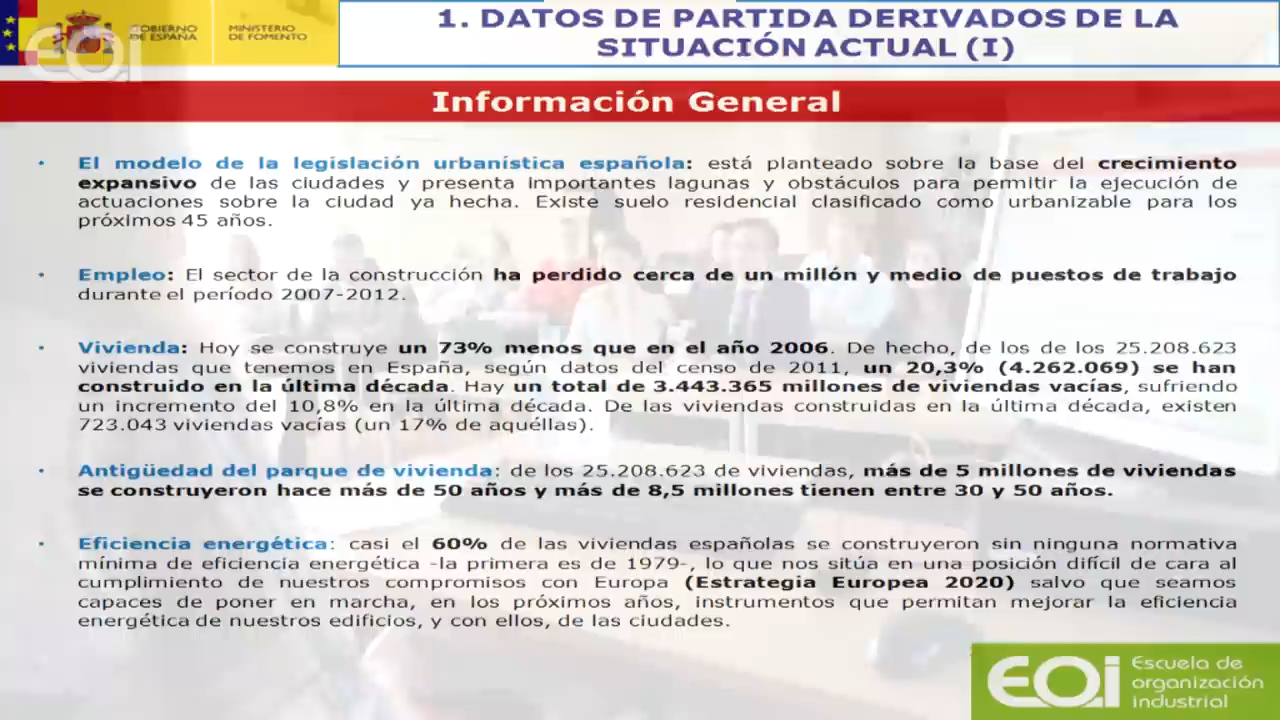 GOBIERNO
DE ESPAÑA
MINISTERIO
DE FOMENTO
eoi
1. DATOS DE PARTIDA DERIVADOS DE LA
SITUACIÓN ACTUAL (I)
Información General
• El modelo de la legislación urbanística española: está planteado sobre la base del crecimiento
expansivo de las ciudades y presenta importantes lagunas y obstáculos para permitir la ejecución de
actuaciones sobre la ciudad ya hecha. Existe suelo residencial clasificado como urbanizable para los
próximos 45 años.
• Empleo: El sector de la construcción ha perdido cerca de un millón y medio de puestos de trabajo
durante el período 2007-2012.
• Vivienda: Hoy se construye un 73% menos que en el año 2006. De hecho, de los de los 25.208.623
viviendas que tenemos en España, según datos del censo de 2011, un 20,3% (4.262.069) se han
construido en la última década. Hay un total de 3.443.365 millones de viviendas vacías, sufriendo
un incremento del 10,8% en la última década. De las viviendas construidas en la última década, existen
723.043 viviendas vacías (un 17% de aquéllas).
• Antigüedad del parque de vivienda: de los 25.208.623 de viviendas, más de 5 millones de viviendas
se construyeron hace más de 50 años y más de 8,5 millones tienen entre 30 y 50 años.
• Eficiencia energética: casi el 60% de las viviendas españolas se construyeron sin ninguna normativa
mínima de eficiencia energética -la primera es de 1979-, lo que nos sitúa en una posición difícil de cara al
cumplimiento de nuestros compromisos con Europa (Estrategia Europea 2020) salvo que seamos
capaces de poner en marcha, en los próximos años, instrumentos que permitan mejorar la eficiencia
energética de nuestros edificios, y con ellos, de las ciudades.
eoi
Escuela de
organización
industrial